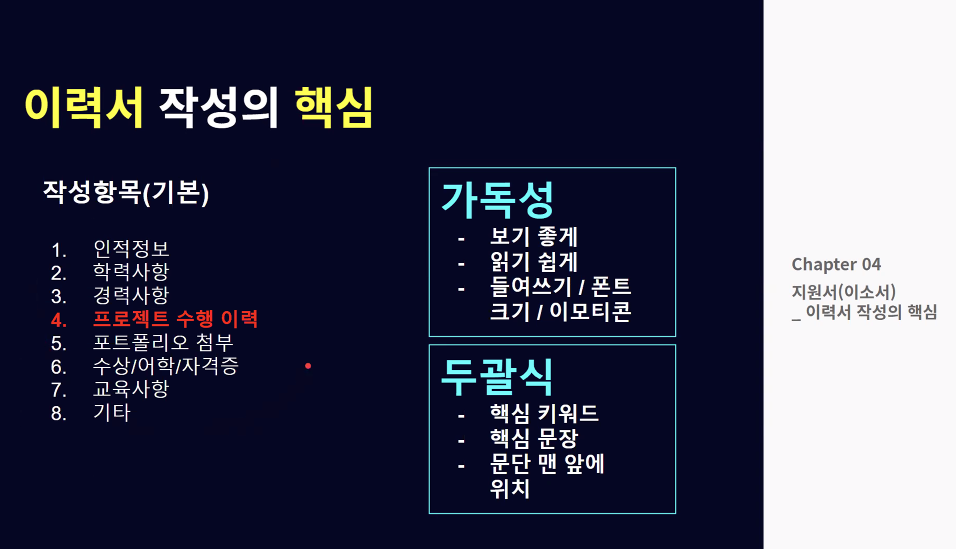 이력서 작성의 핵심
작성항목(기본)
1. 인적정보
2. 학력사항
3. 경력사항
4. 프로젝트 수행 이력
5. 포트폴리오 첨부
6. 수상/어학/자격증
7. 교육사항
8. 기타
가독성
- 보기 좋게
- 읽기 쉽게
- 들여쓰기 / 폰트
크기 / 이모티콘
두괄식
- 핵심 키워드
- 핵심 문장
- 문단 맨 앞에
위치
Chapter 04
지원서(이소서)
_ 이력서 작성의 핵심